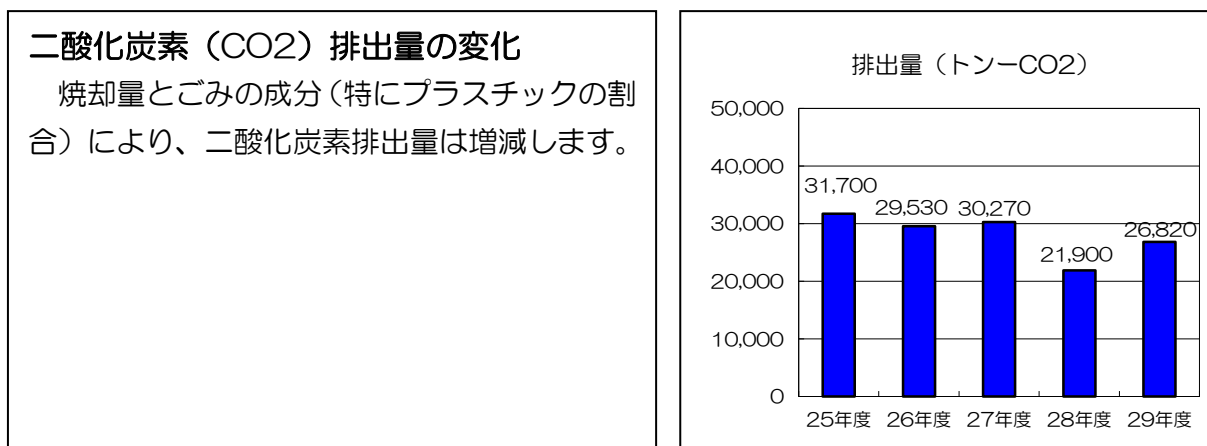 二酸化炭素（CO2）排出量の変化
焼却量とごみの成分（特にプラスチックの割
合）により、二酸化炭素排出量は増減します。
排出量（トンーCO2）
50,000
40,000
30,000
20,000
10,000
0
31,700
29,530
30,270
21,900
26,820
25年度
26年度
27年度
28年度
29年度